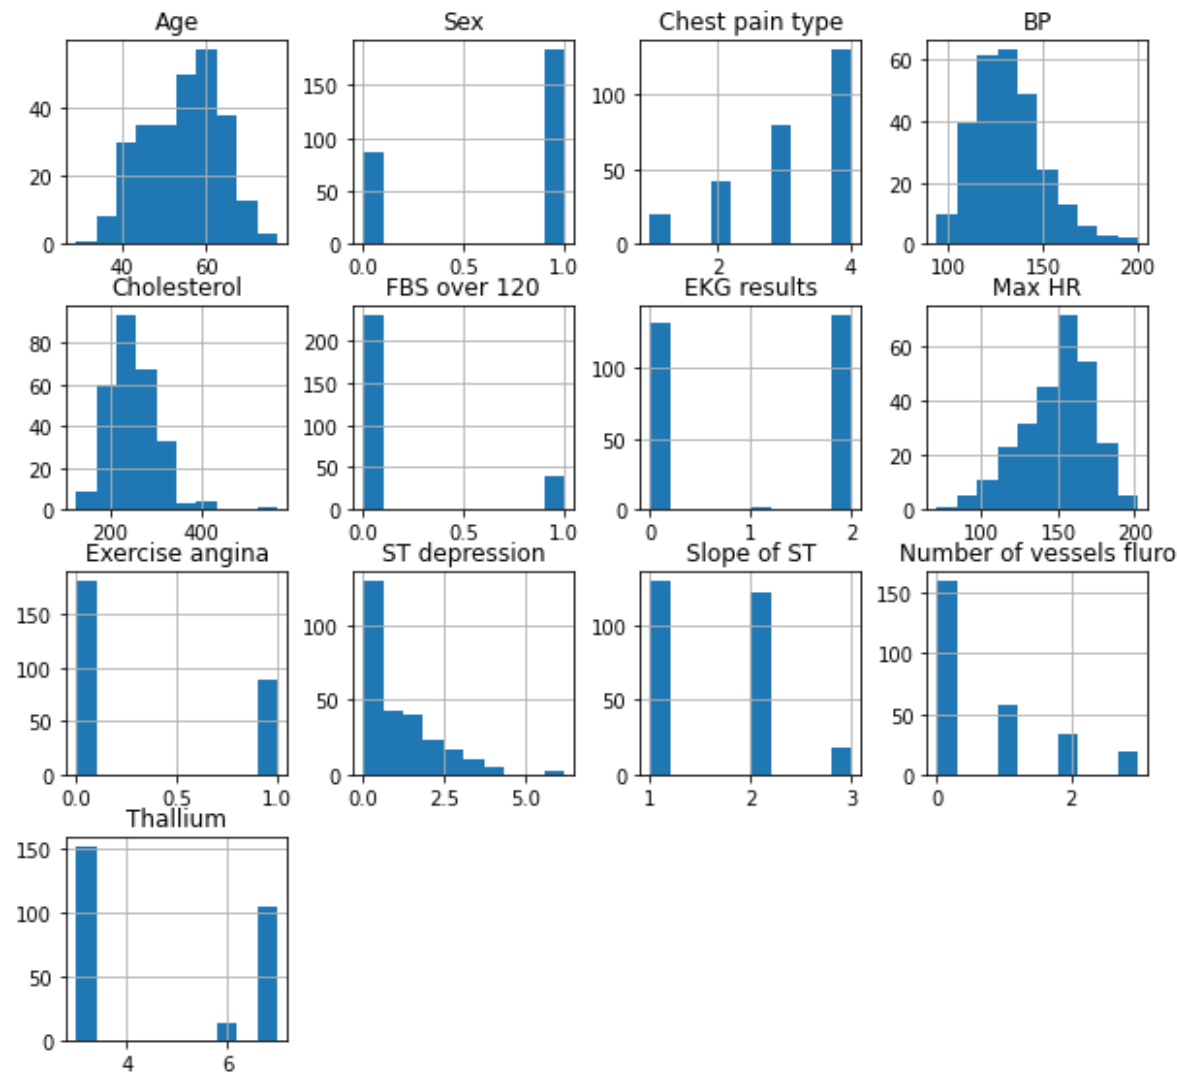 Age Sex Chest pain type BP
40 20 0 150 100 50 0 100 50 0 60 40 20 0
40 60 0.0 0.5 1.0 2 4 100 150 200
Cholesterol FBS over 120 EKG results Max HR
80 60 40 20 0 200 150 100 50 0 100 50 0 60 40 20 0
200 400 0.0 0.5 1.0 0 1 2 100 150 200
Exercise angina ST depression Slope of ST Number of vessels fluro
150 100 50 0 100 50 0 100 50 0 150 100 50 0
0.0 0.5 1.0 0.0 2.5 5.0 1 2 3 0 2
Thallium
150 100 50 0
4 6